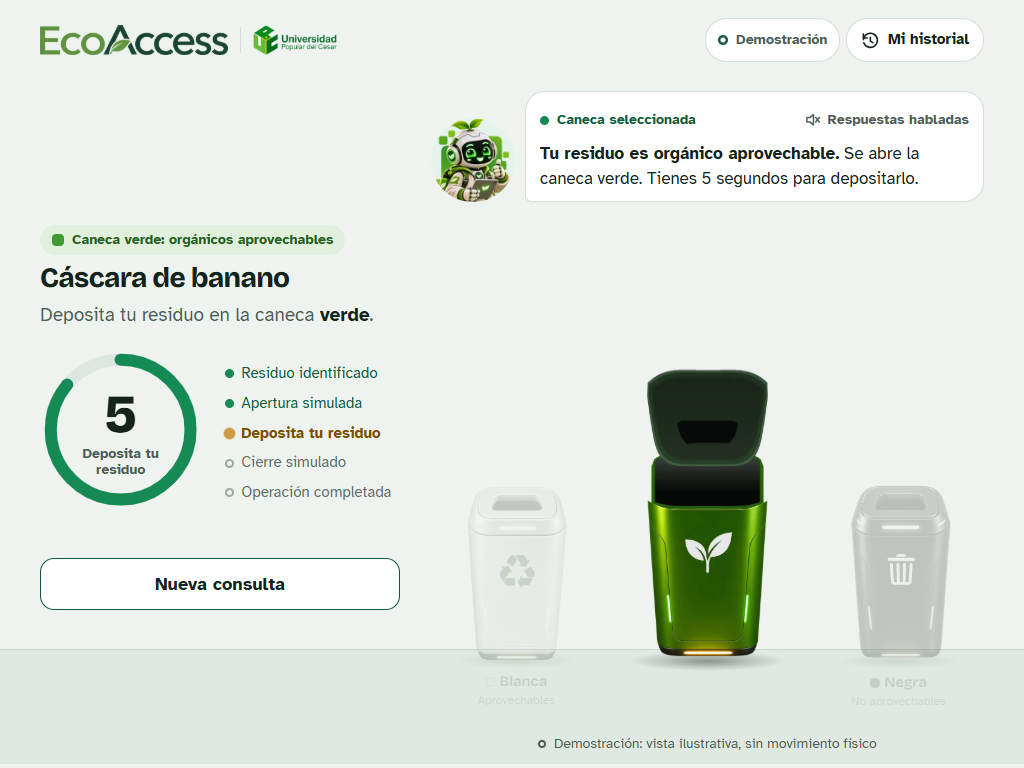 EcoAccess
Universidad
Popular del Cesar
Demostración
Mi historial
Caneca seleccionada
Respuestas habladas
Tu residuo es orgánico aprovechable. Se abre la
caneca verde. Tienes 5 segundos para depositarlo.
Caneca verde: orgánicos aprovechables
Cáscara de banano
Deposita tu residuo en la caneca verde.
5
Deposita tu
residuo
Residuo identificado
Apertura simulada
Deposita tu residuo
Cierre simulado
Operación completada
Nueva consulta
Blanca
Aprovechables
Negra
No aprovechables
Demostración: vista ilustrativa, sin movimiento físico